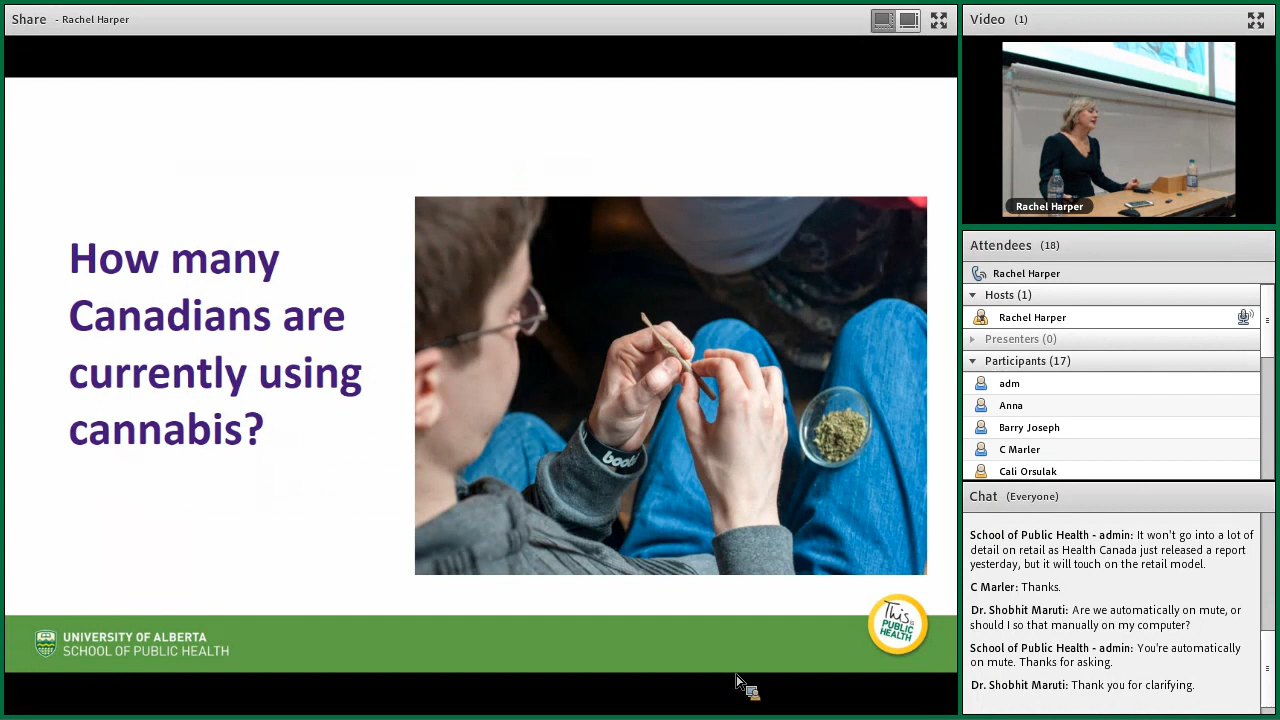 Share - Rachel Harper
How many
Canadians are
currently using
cannabis?
boobi
UNIVERSITY OF ALBERTA
SCHOOL OF PUBLIC HEALTH
This
is
PUBLIC
HEALTH
Video (1)
Rachel Harper
Attendees (18)
Rachel Harper
Hosts (1)
Rachel Harper
Presenters (0)
Participants (17)
adm
Anna
Barry Joseph
C Marler
Cali Orsulak
Chat (Everyone)
School of Public Health - admin: It won't go into a lot of
detail on retail as Health Canada just released a report
yesterday, but it will touch on the retail model.
C Marler: Thanks.
Dr. Shobhit Maruti: Are we automatically on mute, or
should I so that manually on my computer?
School of Public Health - admin: You're automatically
on mute. Thanks for asking.
Dr. Shobhit Maruti: Thank you for clarifying.